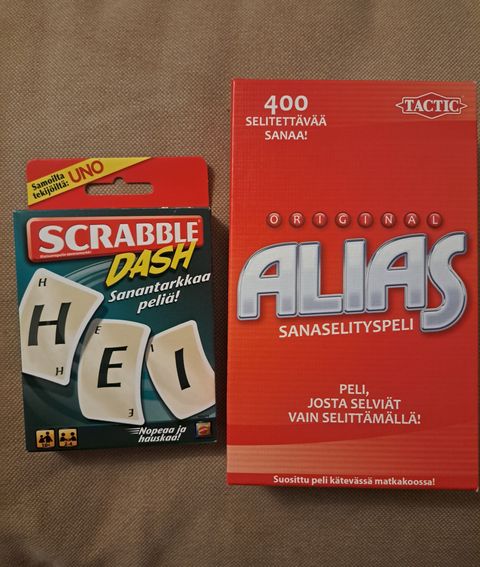 Samoilta
tekijöiltä: UNO
SCRABBLE
DASH
Sanantarkkaa
peliä!
H
H
H
E
E
E
I
I
Nopeaa ja
hauskaa!
400
SELITETTÄVÄÄ
SANAA!
TACTIC
ORIGINAL
ALIAS
SANASELITYSPELI
PELI,
JOSTA SELVIÄT
VAIN SELITTÄMÄLLÄ!
Suosittu peli kätevässä matkakoossa!